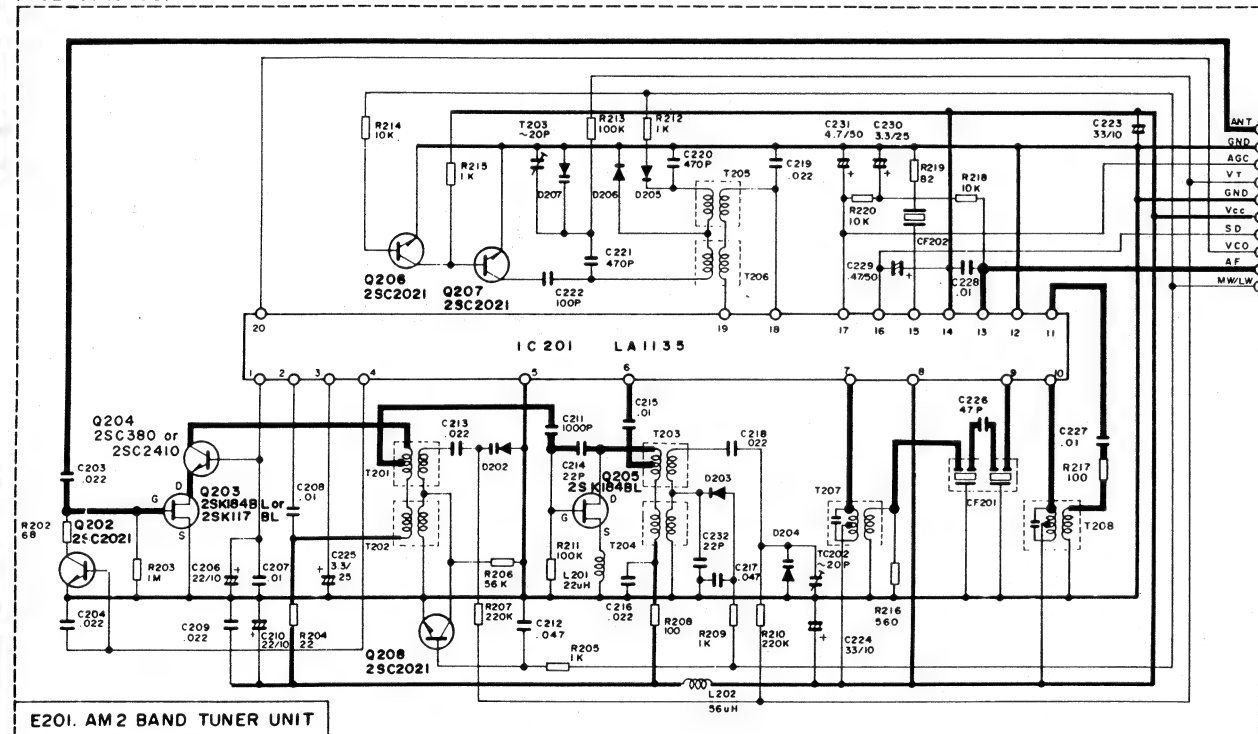 ANT
GND
AGC
VT
GND
Vcc
SD
VCO
AF
MW/LW
R214
10K
R215
1K
T203
~20P
D207
R213
100K
R212
1K
C220
470P
D206
D205
T205
C219
.022
C231
4.7/50
C230
3.3/25
R219
82
R218
10K
R220
10K
CF202
C223
33/10
Q206
2SC2021
Q207
2SC2021
C222
100P
C221
470P
T206
C229
.47/50
C228
.01
20
19
18
17
16
15
14
13
12
11
IC201 LA1135
1
2
3
4
5
6
7
8
9
10
Q204
2SC380 or
2SC2410
C203
.022
R202
68
Q202
2SC2021
Q203
2SK184BL or
2SK117 BL
G
D
S
C208
.01
T201
T202
C213
.022
D202
C211
1000P
C214
22P
Q205
2SK184BL
G
D
S
C215
.01
T203
C218
.022
D203
T204
C232
22P
C217
.047
D204
TC202
~20P
T207
C226
47P
CF201
C227
.01
R217
100
T208
R203
1M
C206
22/10
C207
.01
C225
3.3/
25
R206
56K
R211
100K
L201
22uH
C204
.022
C209
.022
C210
22/10
R204
22
R207
220K
C212
.047
C216
.022
R208
100
R209
1K
R210
220K
C224
33/10
R216
560
Q208
2SC2021
R205
1K
L202
56uH
E201. AM2 BAND TUNER UNIT